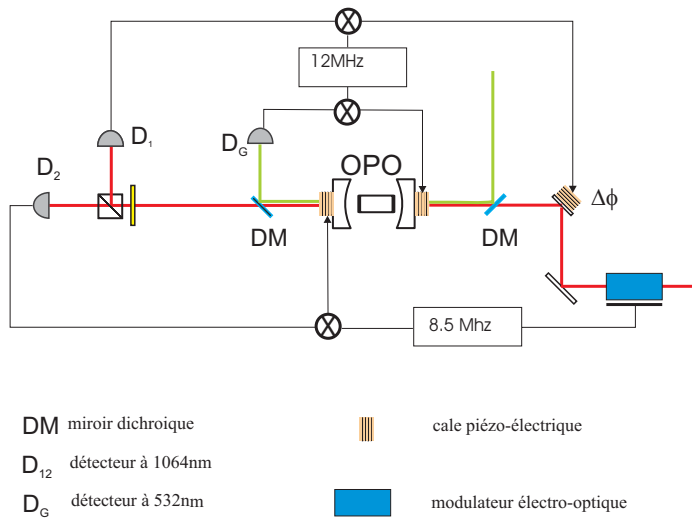 12MHz
D1
DG
D2
OPO
Δϕ
DM
DM
8.5 Mhz
DM miroir dichroique
cale piézo-électrique
D12 détecteur à 1064nm
DG détecteur à 532nm
modulateur électro-optique